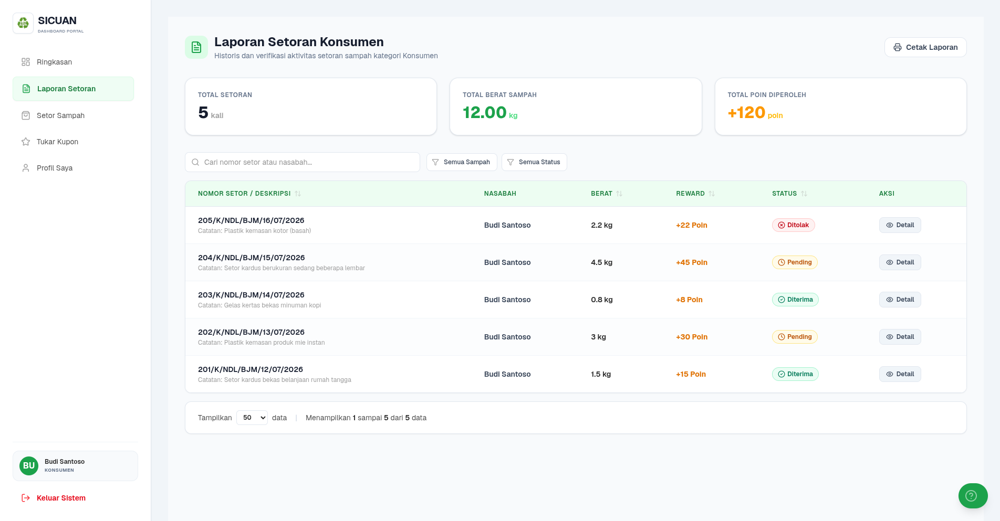 SICUAN
DASHBOARD PORTAL
Ringkasan
Laporan Setoran
Setor Sampah
Tukar Kupon
Profil Saya
BU
Budi Santoso
KONSUMEN
Keluar Sistem
Laporan Setoran Konsumen
Historis dan verifikasi aktivitas setoran sampah kategori Konsumen
Cetak Laporan
TOTAL SETORAN
5 kali
TOTAL BERAT SAMPAH
12.00 kg
TOTAL POIN DIPEROLEH
+120 poin
Cari nomor setor atau nasabah...
Semua Sampah
Semua Status
NOMOR SETOR / DESKRIPSI NASABAH BERAT REWARD STATUS AKSI
205/K/NDL/BJM/16/07/2026
Catatan: Plastik kemasan kotor (basah)
Budi Santoso 2.2 kg +22 Poin Ditolak Detail
204/K/NDL/BJM/15/07/2026
Catatan: Setor kardus berukuran sedang beberapa lembar
Budi Santoso 4.5 kg +45 Poin Pending Detail
203/K/NDL/BJM/14/07/2026
Catatan: Gelas kertas bekas minuman kopi
Budi Santoso 0.8 kg +8 Poin Diterima Detail
202/K/NDL/BJM/13/07/2026
Catatan: Plastik kemasan produk mie instan
Budi Santoso 3 kg +30 Poin Pending Detail
201/K/NDL/BJM/12/07/2026
Catatan: Setor kardus bekas belanjaan rumah tangga
Budi Santoso 1.5 kg +15 Poin Diterima Detail
Tampilkan 50 data | Menampilkan 1 sampai 5 dari 5 data